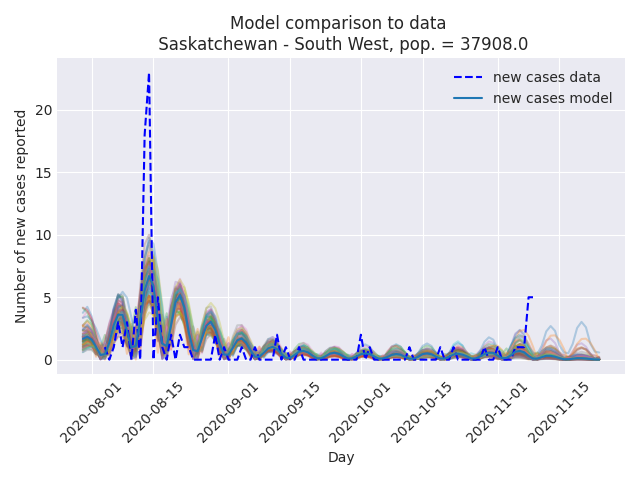 Model comparison to data
Saskatchewan - South West, pop. = 37908.0
new cases data
new cases model
Number of new cases reported
20
15
10
5
0
2020-08-01
2020-08-15
2020-09-01
2020-09-15
2020-10-01
2020-10-15
2020-11-01
2020-11-15
Day